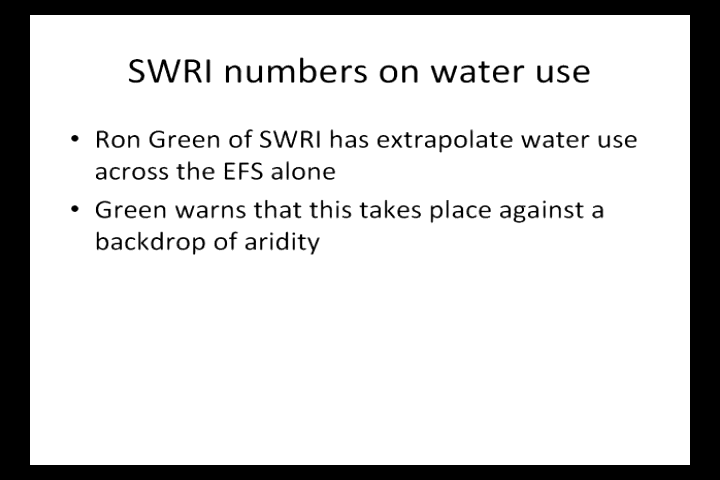 SWRI numbers on water use
• Ron Green of SWRI has extrapolate water use
across the EFS alone
• Green warns that this takes place against a
backdrop of aridity